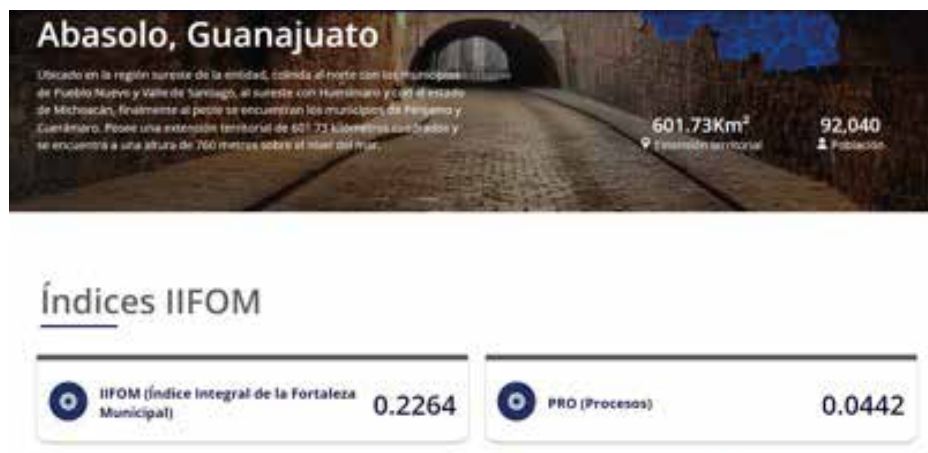 Abasolo, Guanajuato
Ubicado en la región sureste de la entidad, colinda al norte con los municipios
de Pueblo Nuevo y Valle de Santiago, al sureste con Huanímaro y con el estado
de Michoacán, finalmente al peste se encuentran los municipios de Pénjamo y
Cuerámaro. Posee una extensión territorial de 601.73 kilómetros cuadrados y
se encuentra a una altura de 760 metros sobre el nivel del mar.
601.73Km²
Extensión territorial
92,040
Población
Índices IIFOM
IIFOM (Índice Integral de la Fortaleza
Municipal)
0.2264
PRO (Procesos)
0.0442